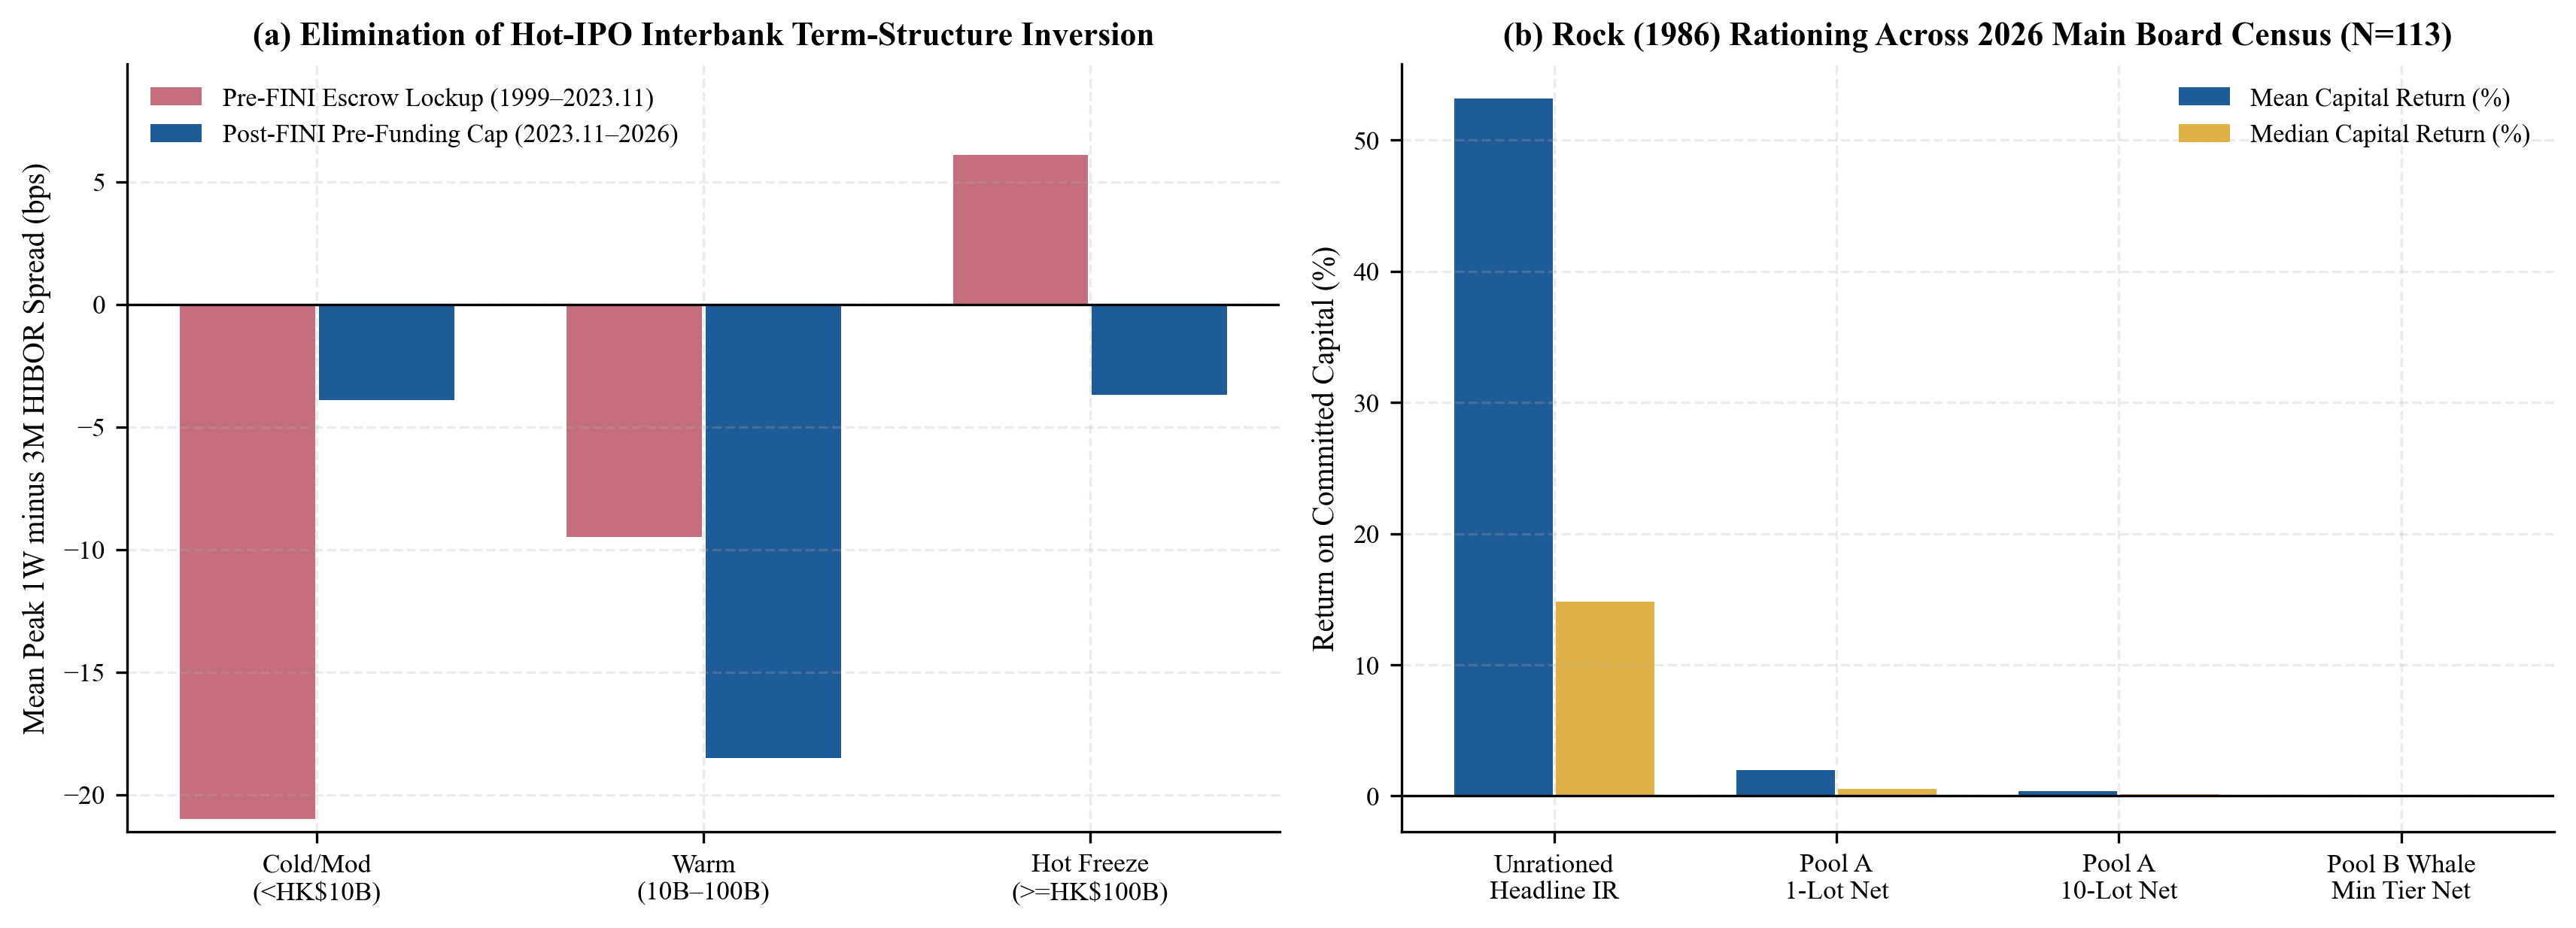 (a) Elimination of Hot-IPO Interbank Term-Structure Inversion
Pre-FINI Escrow Lockup (1999–2023.11)
Post-FINI Pre-Funding Cap (2023.11–2026)
Mean Peak 1W minus 3M HIBOR Spread (bps)
5
0
−5
−10
−15
−20
Cold/Mod
(<HK$10B)
Warm
(10B–100B)
Hot Freeze
(>=HK$100B)
(b) Rock (1986) Rationing Across 2026 Main Board Census (N=113)
Mean Capital Return (%)
Median Capital Return (%)
Return on Committed Capital (%)
50
40
30
20
10
0
Unrationed
Headline IR
Pool A
1-Lot Net
Pool A
10-Lot Net
Pool B Whale
Min Tier Net